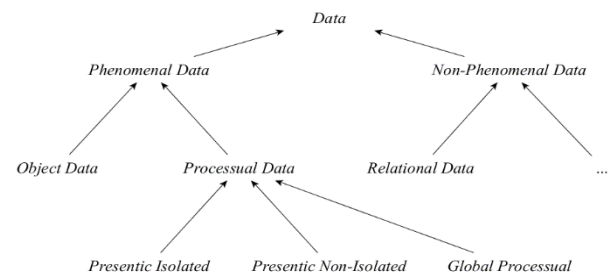 Data
Phenomenal Data Non-Phenomenal Data
Object Data Processual Data Relational Data ...
Presentic Isolated Presentic Non-Isolated Global Processual